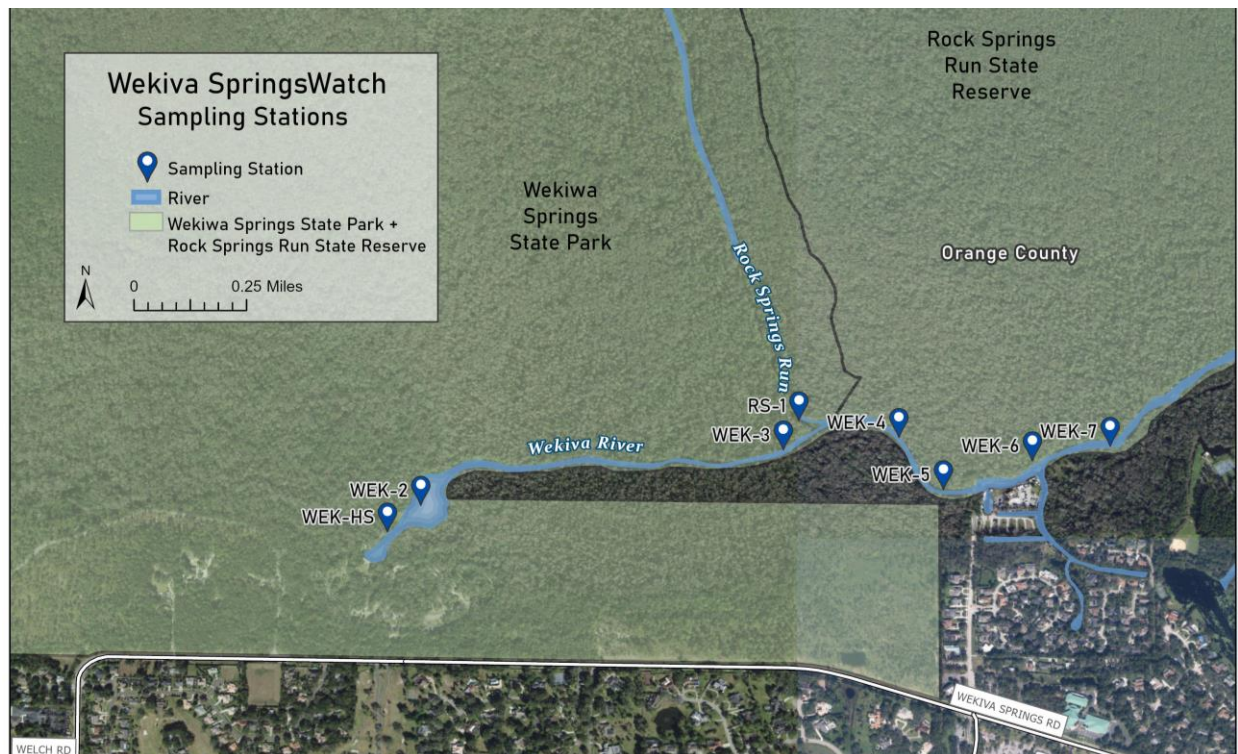 Wekiva SpringsWatch
Sampling Stations
Sampling Station
River
Wekiwa Springs State Park +
Rock Springs Run State Reserve
N
0
0.25 Miles
Rock Springs
Run State
Reserve
Wekiwa
Springs
State Park
Orange County
Rock Springs Run
RS-1
WEK-3
WEK-4
Wekiva River
WEK-6
WEK-7
WEK-5
WEK-2
WEK-HS
WEKIVA SPRINGS RD
WELCH RD